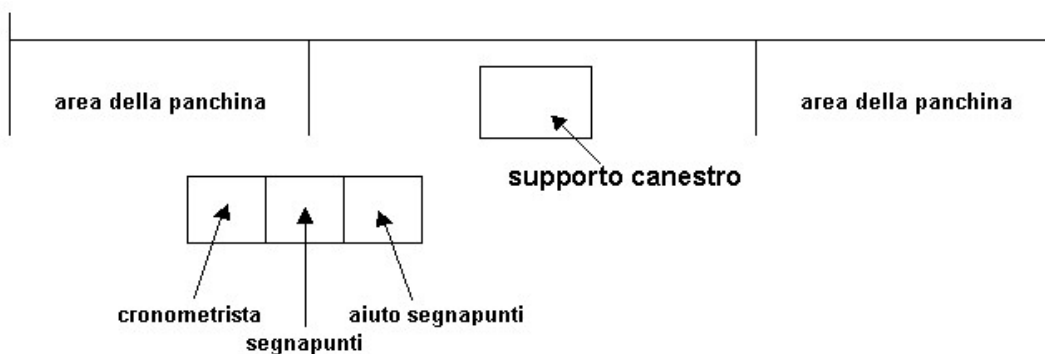 area della panchina
area della panchina
supporto canestro
cronometrista
aiuto segnapunti
segnapunti